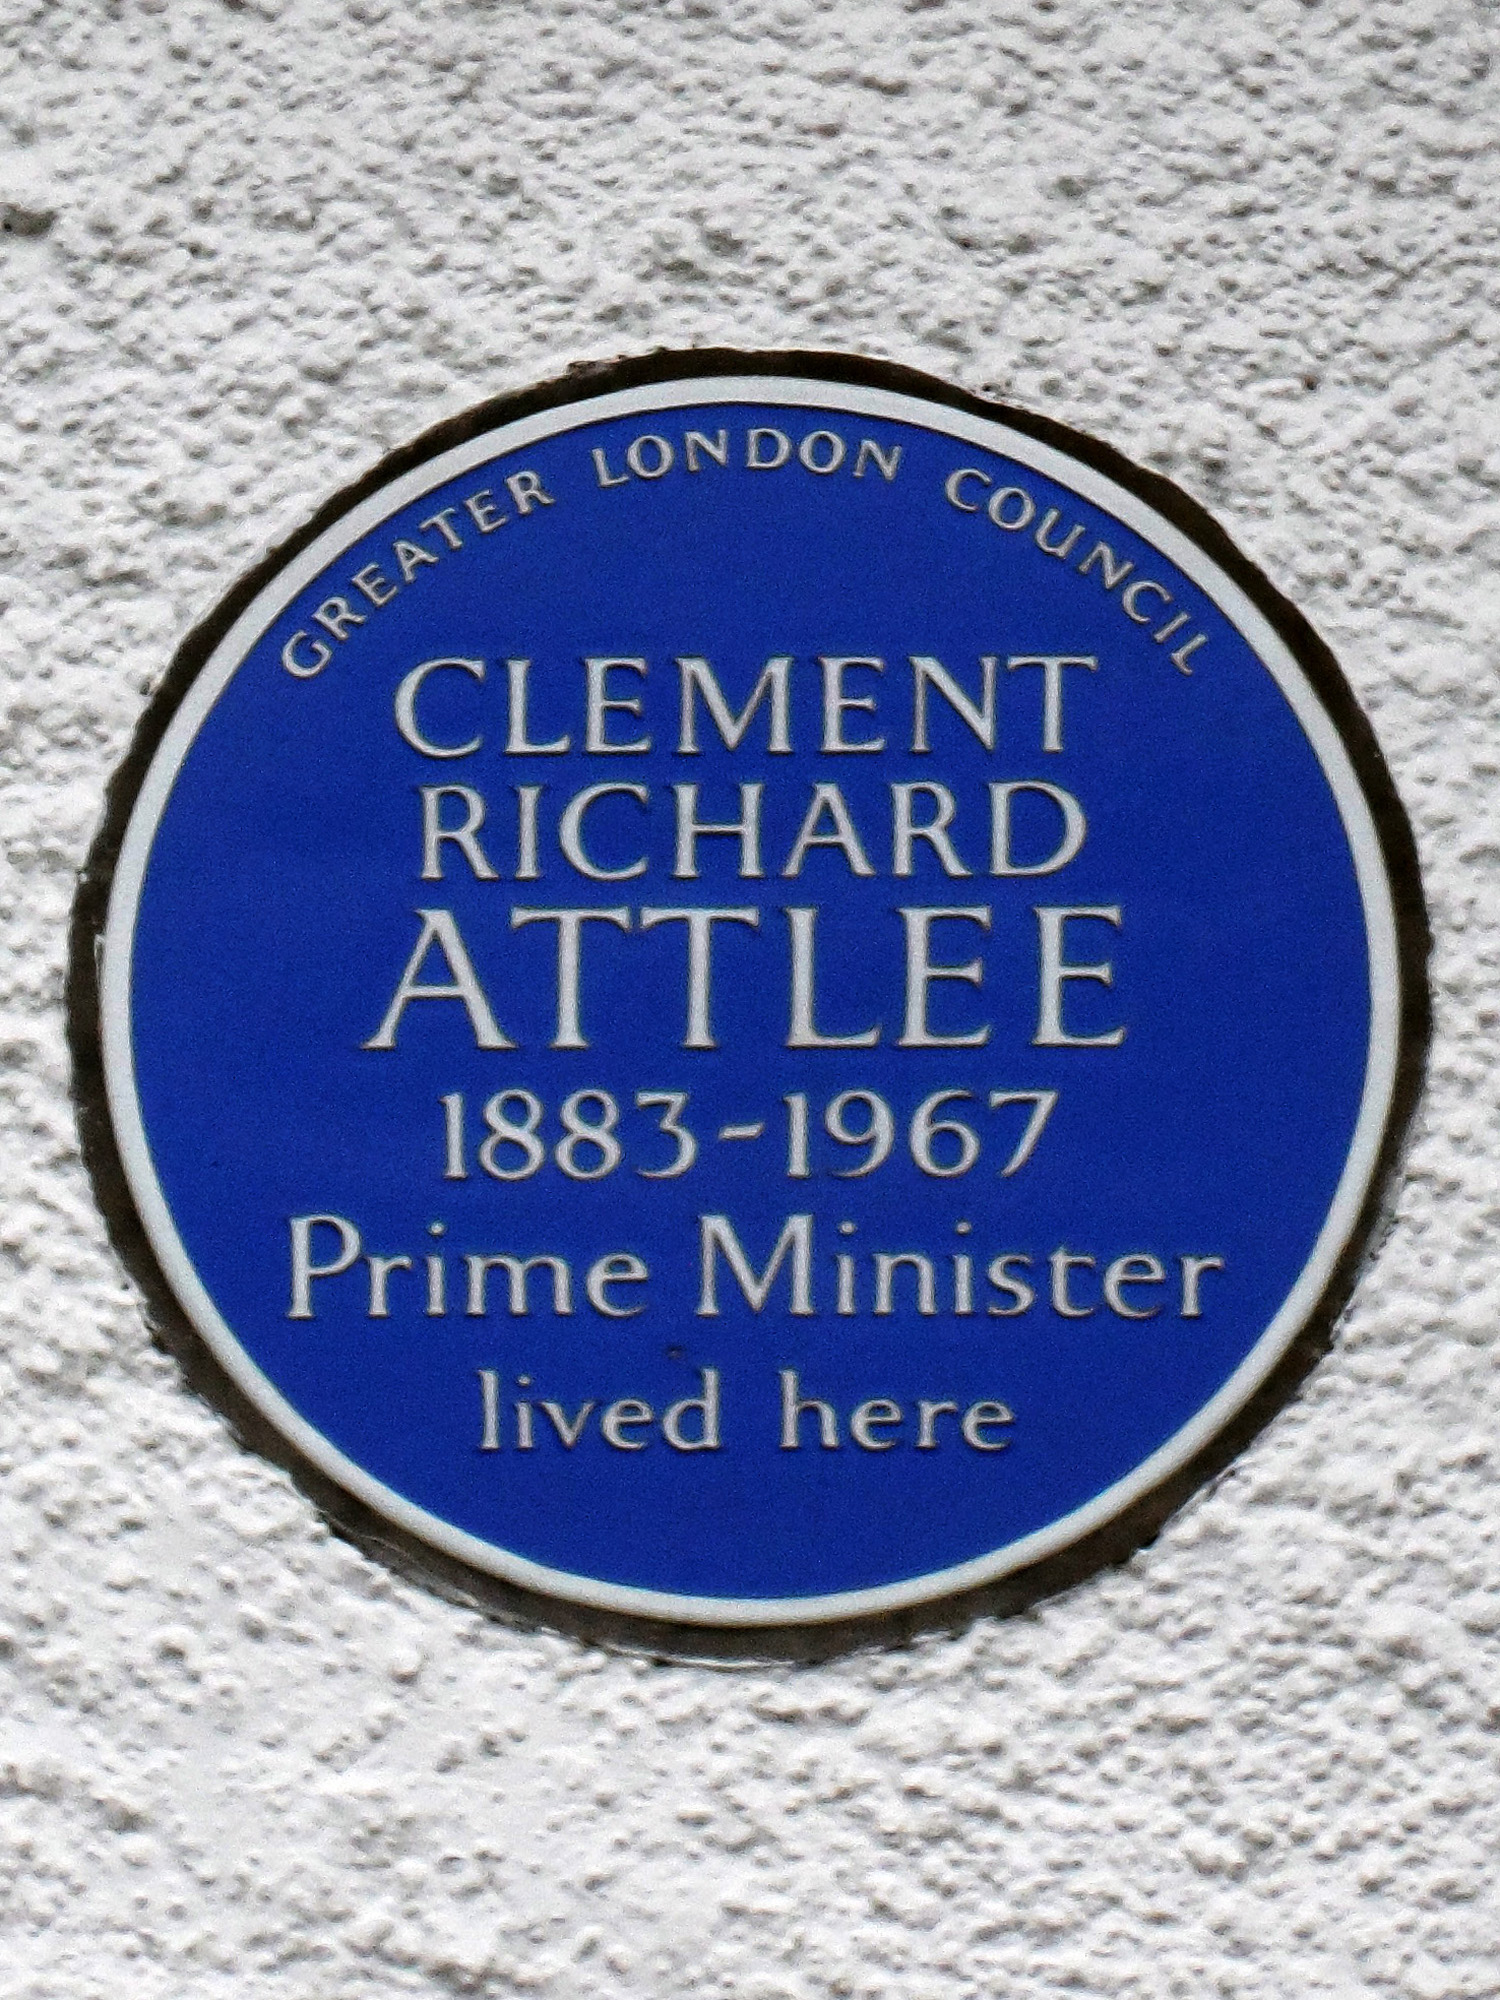 GREATER LONDON COUNCIL
CLEMENT
RICHARD
ATTLEE
1883-1967
Prime Minister
lived here